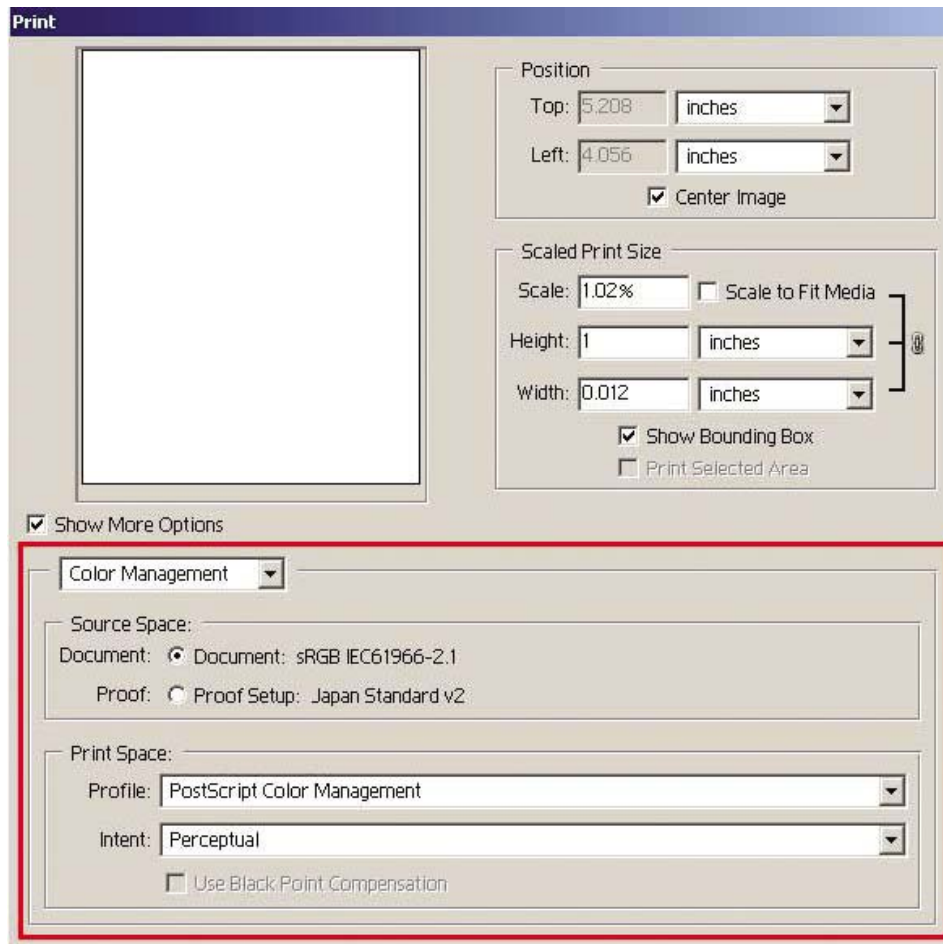 Print
Position
Top: 5.208 inches
Left: 4.056 inches
Center Image
Scaled Print Size
Scale: 1.02% Scale to Fit Media
Height: 1 inches
Width: 0.012 inches
Show Bounding Box
Print Selected Area
Show More Options
Color Management
Source Space:
Document: Document: sRGB IEC61966-2.1
Proof: Proof Setup: Japan Standard v2
Print Space:
Profile: PostScript Color Management
Intent: Perceptual
Use Black Point Compensation